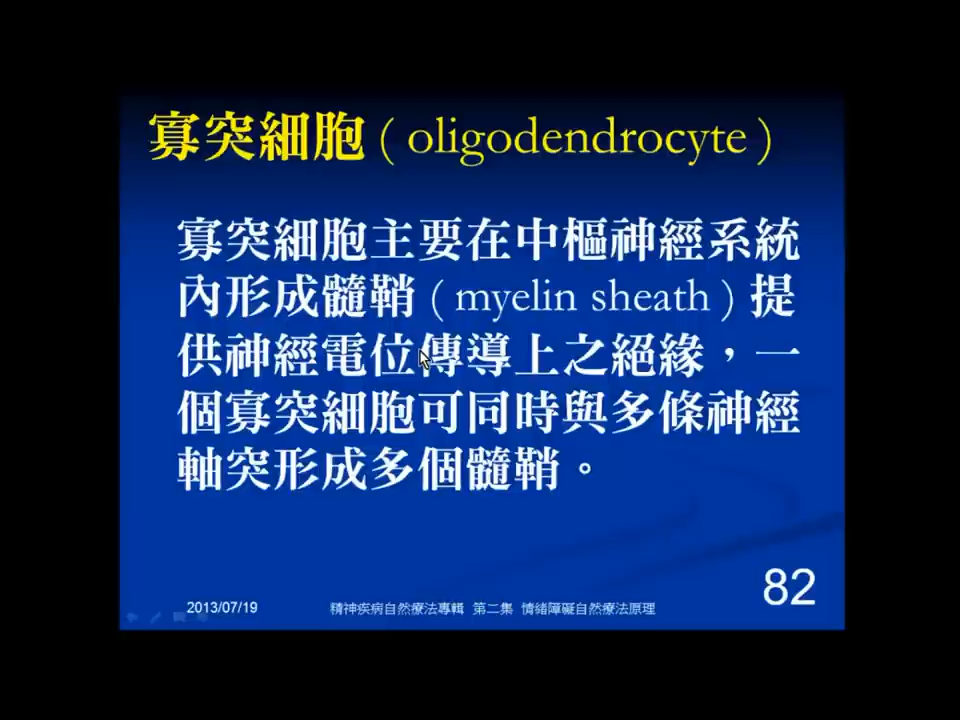 寡突細胞 ( oligodendrocyte )
寡突細胞主要在中樞神經系統
內形成髓鞘 ( myelin sheath ) 提
供神經電位傳導上之絕緣，一
個寡突細胞可同時與多條神經
軸突形成多個髓鞘。
2013/07/19
精神疾病自然療法專輯 第二集 情緒障礙自然療法原理
82